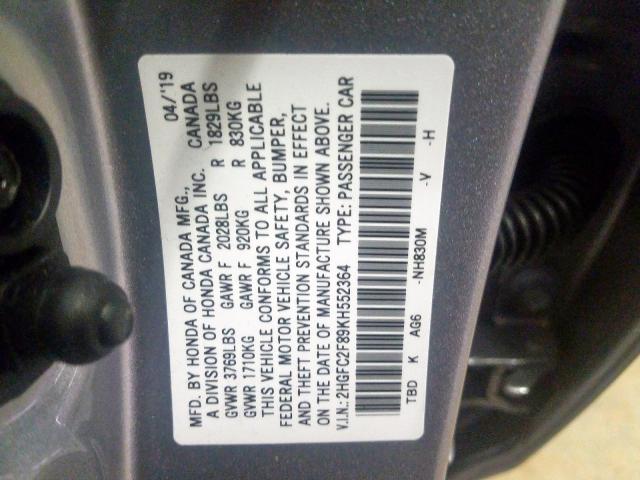 MFD. BY HONDA OF CANADA MFG., 04/'19
A DIVISION OF HONDA CANADA INC. CANADA
GVWR 3769LBS GAWR F 2028LBS R 1829LBS
GVWR 1710KG GAWR F 920KG R 830KG
THIS VEHICLE CONFORMS TO ALL APPLICABLE
FEDERAL MOTOR VEHICLE SAFETY, BUMPER,
AND THEFT PREVENTION STANDARDS IN EFFECT
ON THE DATE OF MANUFACTURE SHOWN ABOVE.
V.I.N.: 2HGFC2F89KH552364 TYPE: PASSENGER CAR
TBD K AG6 -NH830M -V -H